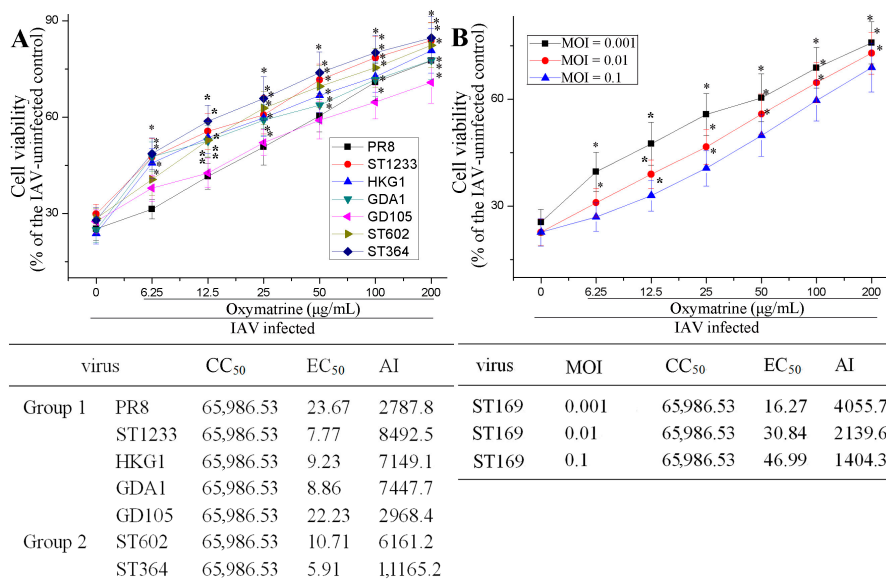 A
Cell viability
(% of the IAV-uninfected control)
90
60
30
PR8
ST1233
HKG1
GDA1
GD105
ST602
ST364
0 6.25 12.5 25 50 100 200
Oxymatrine (μg/mL)
IAV infected
virus CC50 EC50 AI
Group 1 PR8 65,986.53 23.67 2787.8
ST1233 65,986.53 7.77 8492.5
HKG1 65,986.53 9.23 7149.1
GDA1 65,986.53 8.86 7447.7
GD105 65,986.53 22.23 2968.4
Group 2 ST602 65,986.53 10.71 6161.2
ST364 65,986.53 5.91 1,1165.2
B
Cell viability
(% of the IAV-uninfected control)
60
30
MOI = 0.001
MOI = 0.01
MOI = 0.1
0 6.25 12.5 25 50 100 200
Oxymatrine (μg/mL)
IAV infected
virus MOI CC50 EC50 AI
ST169 0.001 65,986.53 16.27 4055.7
ST169 0.01 65,986.53 30.84 2139.6
ST169 0.1 65,986.53 46.99 1404.3